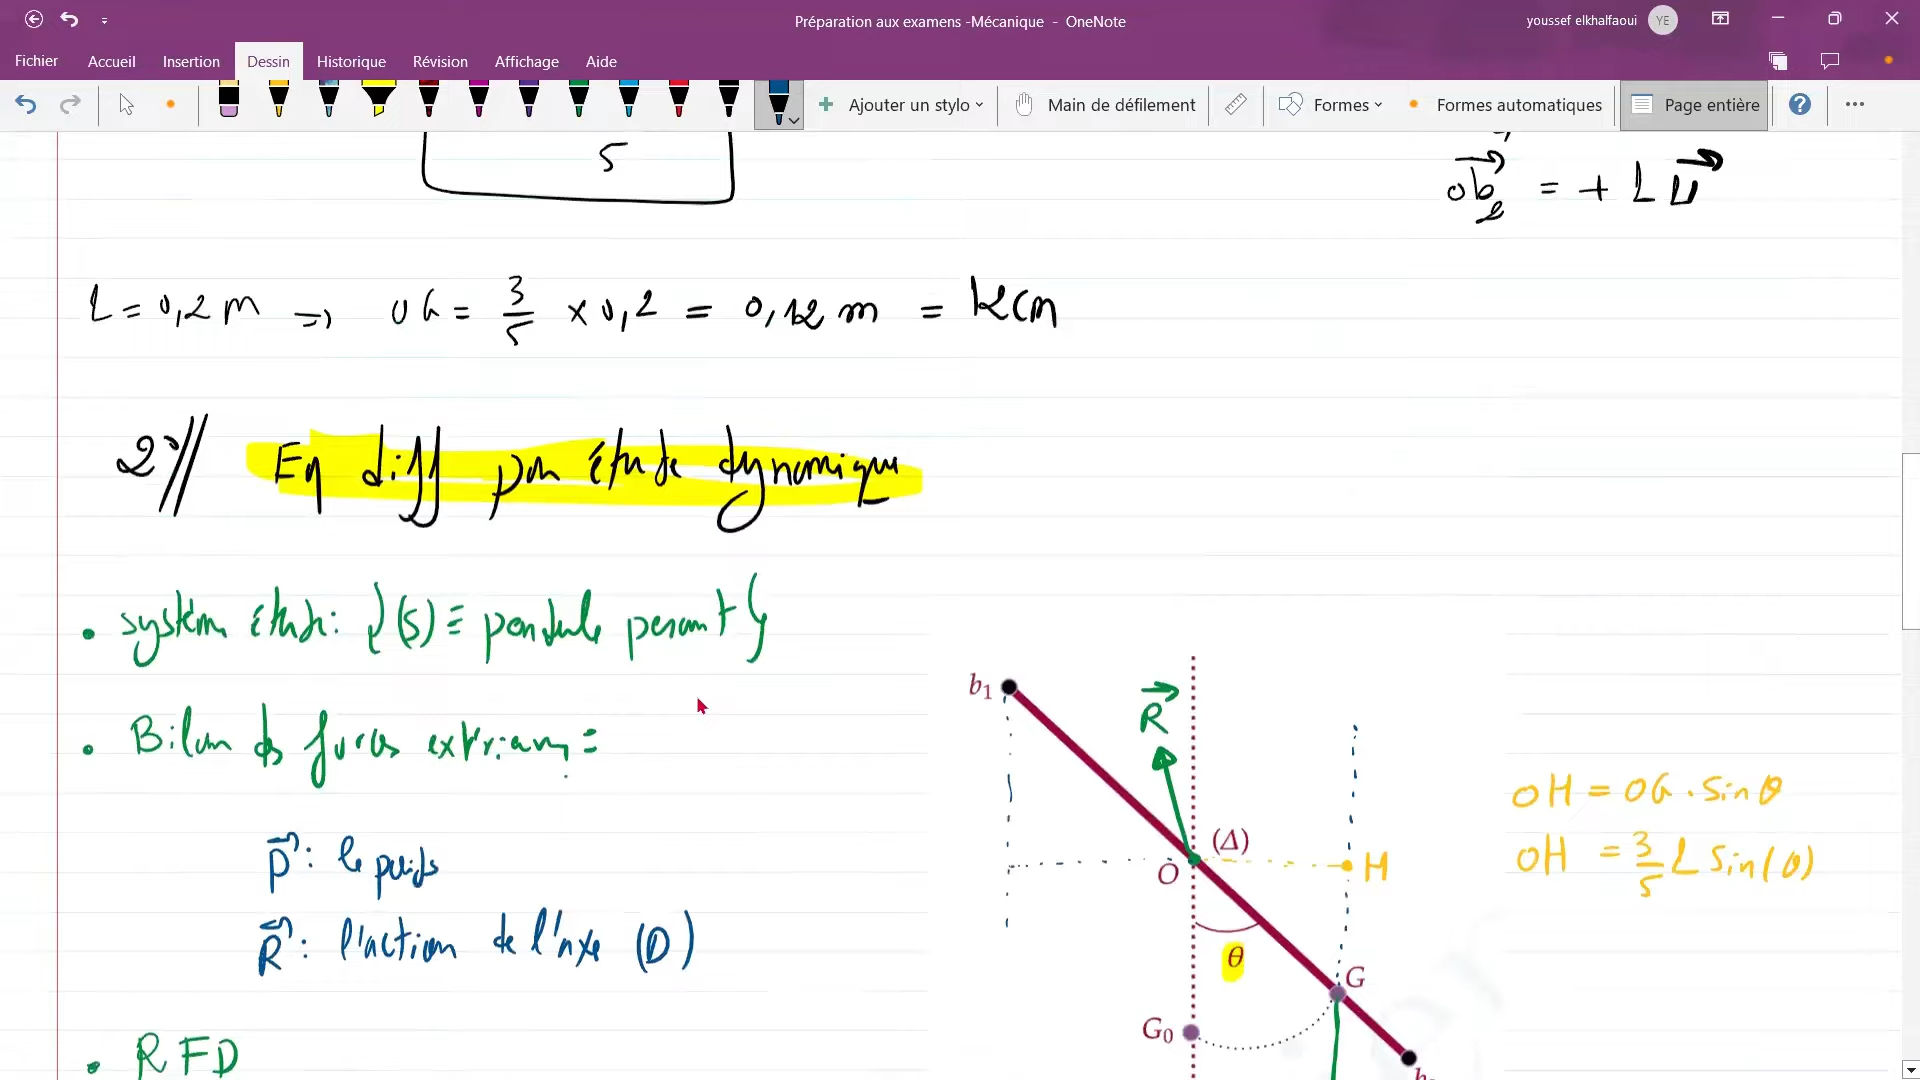 Préparation aux examens -Mécanique - OneNote
youssef elkhalfaoui YE
Fichier Accueil Insertion Dessin Historique Révision Affichage Aide
Ajouter un stylo Main de défilement Formes Formes automatiques Page entière ?
5
ob₂ = + L U
L = 0,2 m => OG = 3/5 x 0,2 = 0,12 m = 12 cm
2°// Eq diff par étude dynamique
• système étudié: {(S) = pendule pesant}
• Bilan des forces
b₁
R
OH = OG . sin θ
P : le poids
(Δ)
O
H
OH = 3/5 L sin(θ)
R : l'action de l'axe (D)
θ
G
G₀
• RFD